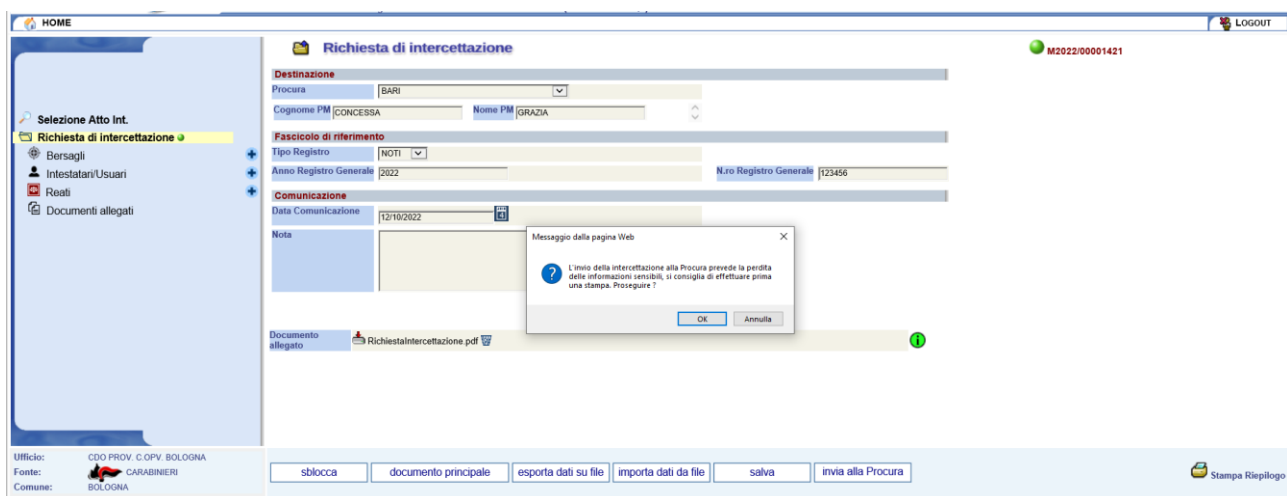 HOME
LOGOUT
Richiesta di intercettazione
M2022/00001421
Destinazione
Procura BARI
Cognome PM CONCESSA Nome PM GRAZIA
Selezione Atto Int.
Richiesta di intercettazione
Bersagli
Intestatari/Usuari
Reati
Documenti allegati
Fascicolo di riferimento
Tipo Registro NOTI
Anno Registro Generale 2022 N.ro Registro Generale 123456
Comunicazione
Data Comunicazione 12/10/2022
Nota
Messaggio dalla pagina Web
L'invio della intercettazione alla Procura prevede la perdita
delle informazioni sensibili, si consiglia di effettuare prima
una stampa. Proseguire ?
OK Annulla
Documento
allegato RichiestaIntercettazione.pdf
Ufficio: CDO PROV. C.OPV. BOLOGNA
Fonte: CARABINIERI
Comune: BOLOGNA
sblocca documento principale esporta dati su file importa dati da file salva invia alla Procura
Stampa Riepilogo